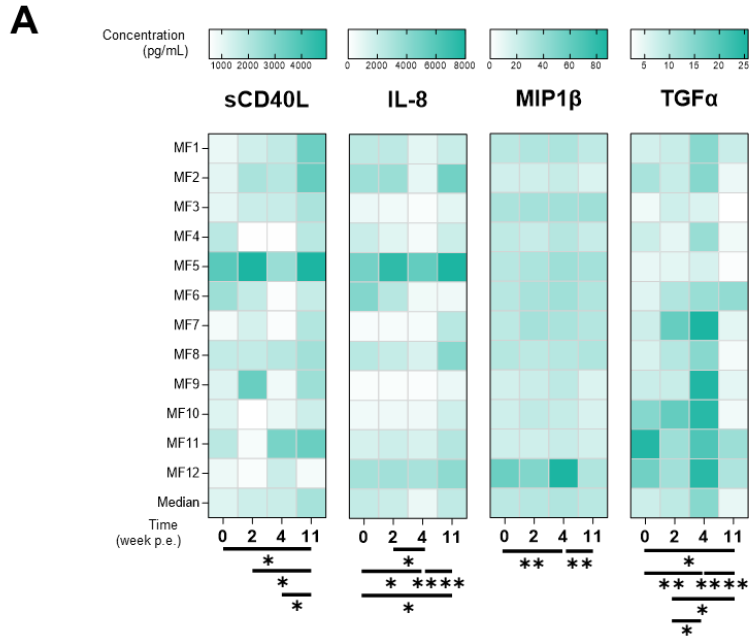 A
Concentration
(pg/mL)
1000 2000 3000 4000
0 2000 4000 6000 8000
0 20 40 60 80
5 10 15 20 25
sCD40L IL-8 MIP1β TGFα
MF1
MF2
MF3
MF4
MF5
MF6
MF7
MF8
MF9
MF10
MF11
MF12
Median
Time
(week p.e.)
0 2 4 11 0 2 4 11 0 2 4 11 0 2 4 11
* * ** ** *
* * **** ** ****
* * *
*